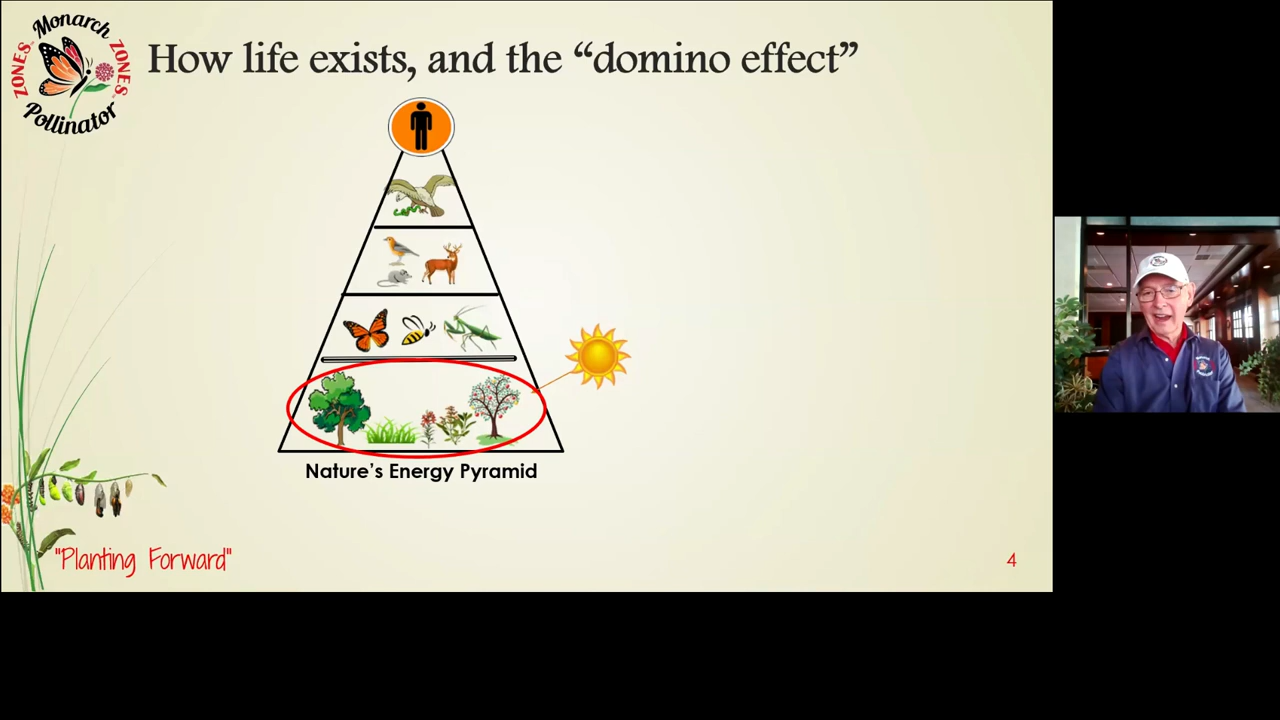 Monarch
ZONES
ZONES
Pollinator
How life exists, and the “domino effect”
Nature’s Energy Pyramid
"Planting Forward"
4